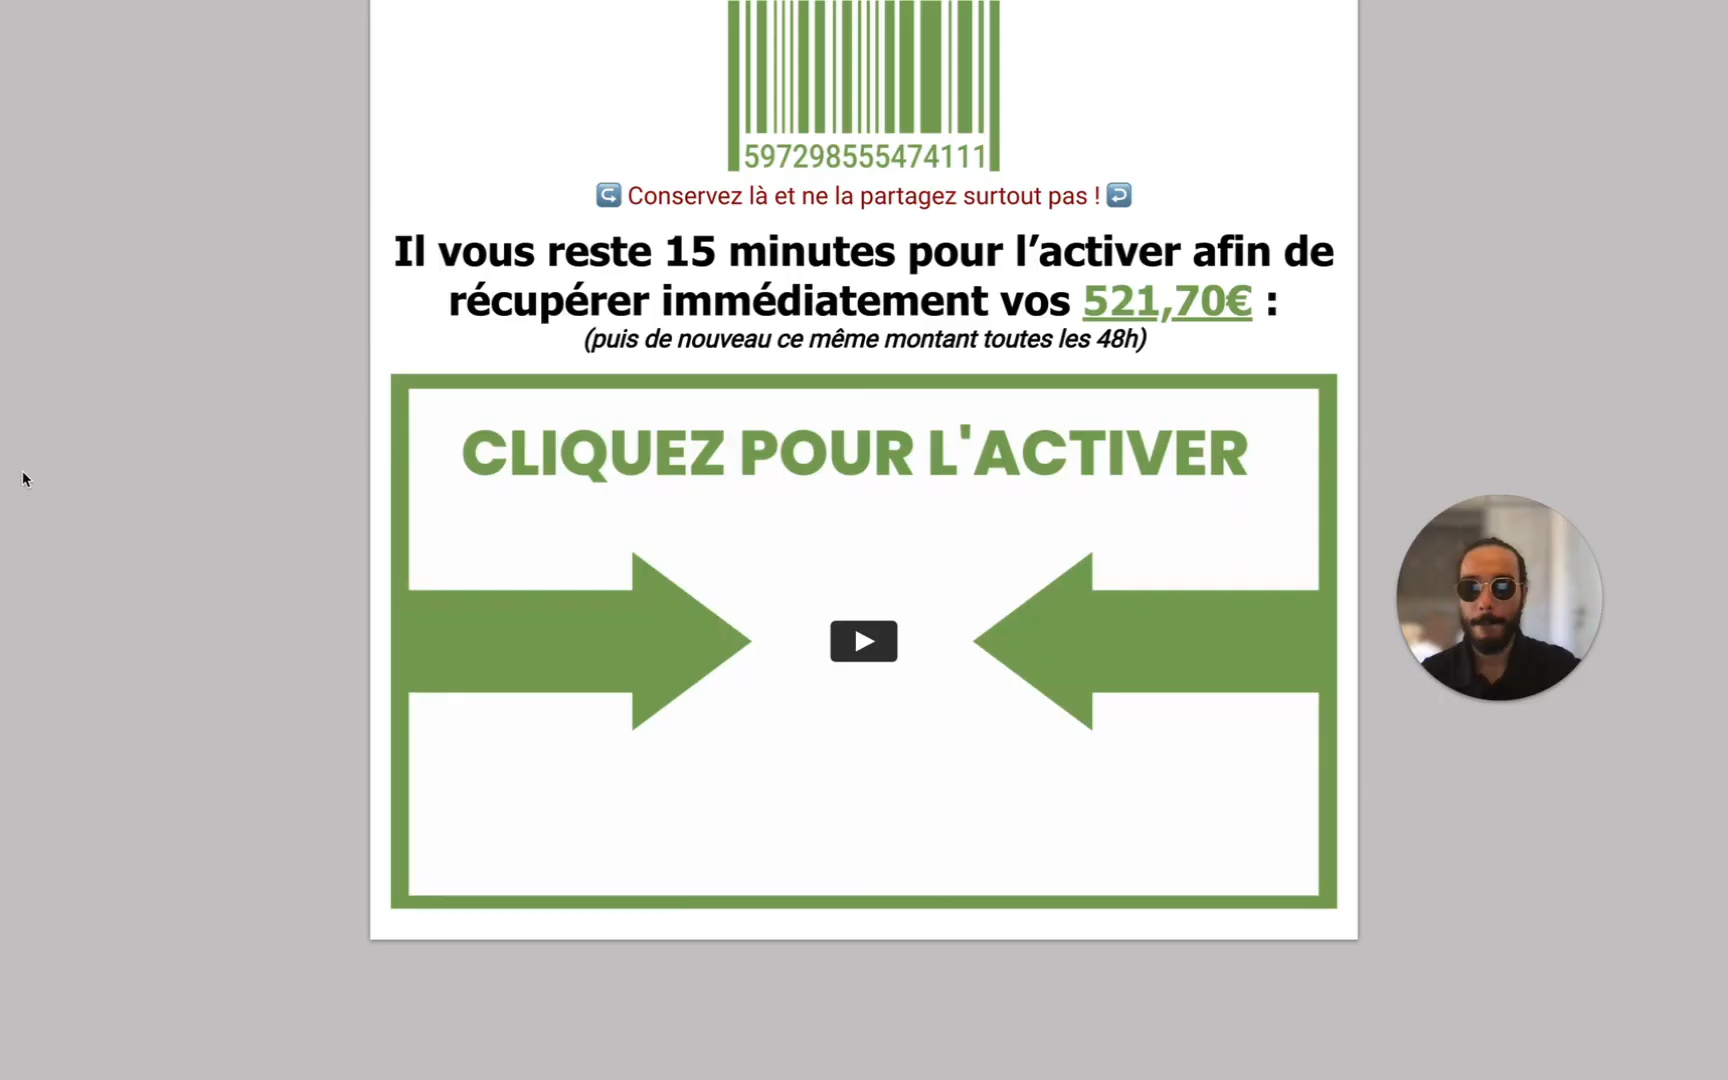 597298555474111
Conservez là et ne la partagez surtout pas !
Il vous reste 15 minutes pour l’activer afin de
récupérer immédiatement vos 521,70€ :
(puis de nouveau ce même montant toutes les 48h)
CLIQUEZ POUR L'ACTIVER